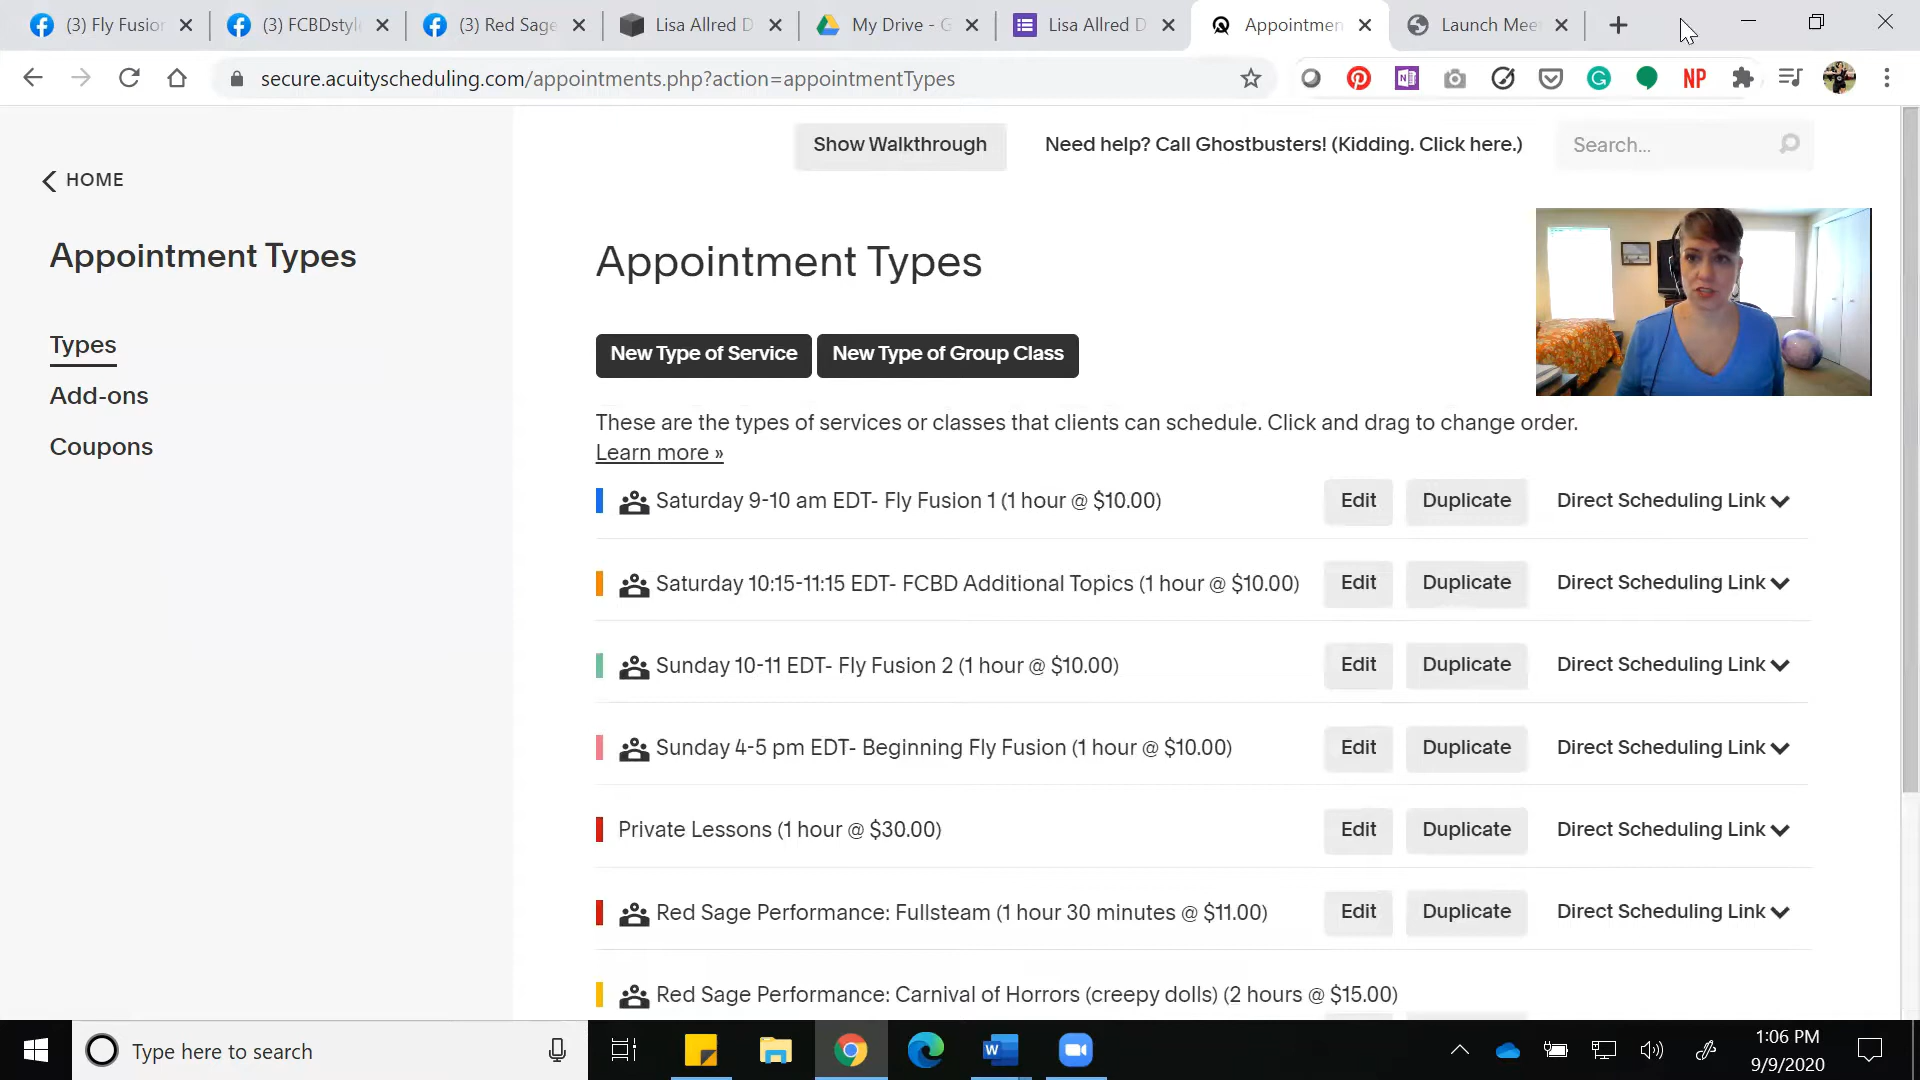 (3) Fly Fusion
(3) FCBDstyle
(3) Red Sage
Lisa Allred D
My Drive - G
Lisa Allred D
Appointmen
Launch Mee
secure.acuityscheduling.com/appointments.php?action=appointmentTypes
NP
Show Walkthrough
Need help? Call Ghostbusters! (Kidding. Click here.)
Search...
HOME
Appointment Types
Types
Add-ons
Coupons
Appointment Types
New Type of Service
New Type of Group Class
These are the types of services or classes that clients can schedule. Click and drag to change order.
Learn more »
Saturday 9-10 am EDT- Fly Fusion 1 (1 hour @ $10.00)
Edit
Duplicate
Direct Scheduling Link
Saturday 10:15-11:15 EDT- FCBD Additional Topics (1 hour @ $10.00)
Edit
Duplicate
Direct Scheduling Link
Sunday 10-11 EDT- Fly Fusion 2 (1 hour @ $10.00)
Edit
Duplicate
Direct Scheduling Link
Sunday 4-5 pm EDT- Beginning Fly Fusion (1 hour @ $10.00)
Edit
Duplicate
Direct Scheduling Link
Private Lessons (1 hour @ $30.00)
Edit
Duplicate
Direct Scheduling Link
Red Sage Performance: Fullsteam (1 hour 30 minutes @ $11.00)
Edit
Duplicate
Direct Scheduling Link
Red Sage Performance: Carnival of Horrors (creepy dolls) (2 hours @ $15.00)
Type here to search
1:06 PM
9/9/2020